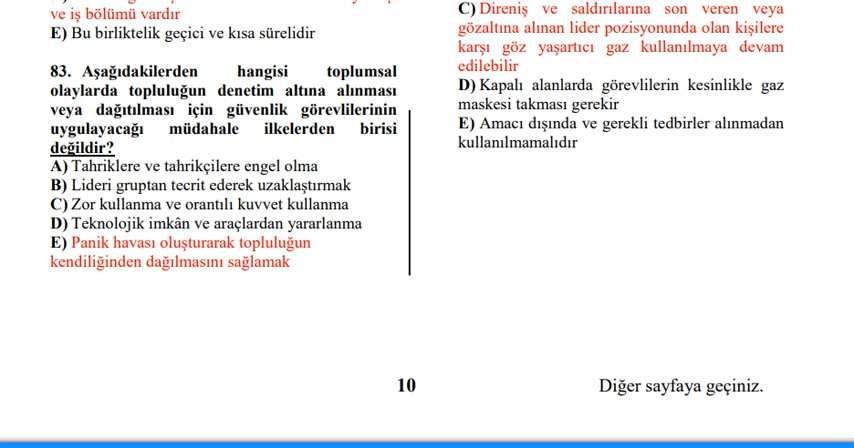 ve iş bölümü vardır
E) Bu birliktelik geçici ve kısa sürelidir
83. Aşağıdakilerden hangisi toplumsal
olaylarda topluluğun denetim altına alınması
veya dağıtılması için güvenlik görevlilerinin
uygulayacağı müdahale ilkelerden birisi
değildir?
A) Tahriklere ve tahrikçilere engel olma
B) Lideri gruptan tecrit ederek uzaklaştırmak
C) Zor kullanma ve orantılı kuvvet kullanma
D) Teknolojik imkân ve araçlardan yararlanma
E) Panik havası oluşturarak topluluğun
kendiliğinden dağılmasını sağlamak
C) Direniş ve saldırılarına son veren veya
gözaltına alınan lider pozisyonunda olan kişilere
karşı göz yaşartıcı gaz kullanılmaya devam
edilebilir
D) Kapalı alanlarda görevlilerin kesinlikle gaz
maskesi takması gerekir
E) Amacı dışında ve gerekli tedbirler alınmadan
kullanılmamalıdır
10
Diğer sayfaya geçiniz.